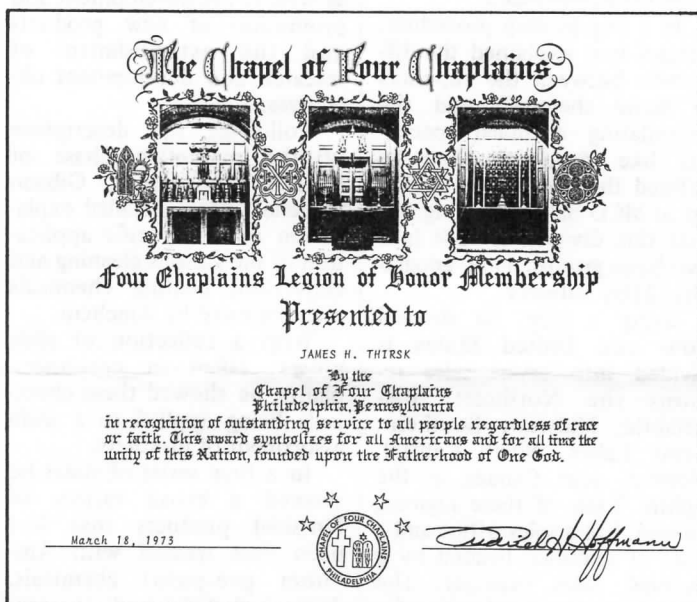 The Chapel of Four Chaplains
Four Chaplains Legion of Honor Membership
Presented to
JAMES H. THIRSK
By the
Chapel of Four Chaplains
Philadelphia, Pennsylvania
in recognition of outstanding service to all people regardless of race
or faith. This award symbolizes for all Americans and for all time the
unity of this Nation, founded upon the Fatherhood of One God.
March 18, 1973
CHAPEL OF FOUR CHAPLAINS
PHILADELPHIA